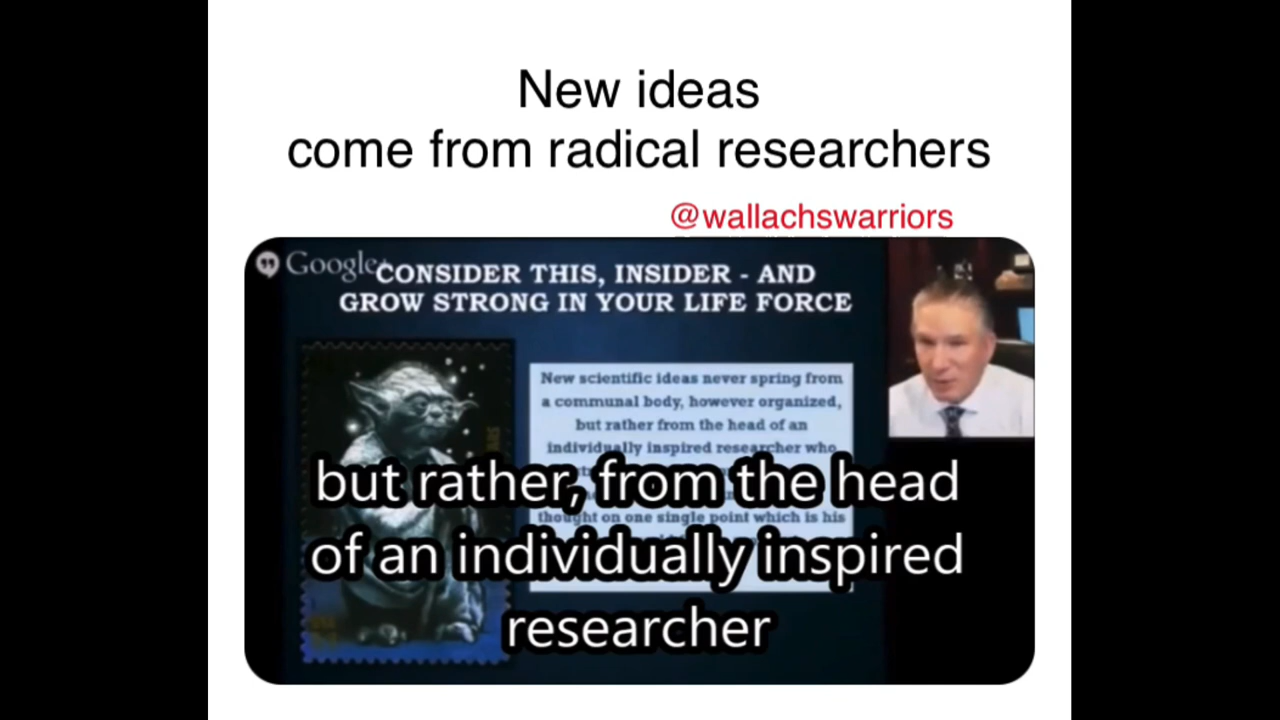 New ideas
come from radical researchers
@wallachswarriors
Google+
CONSIDER THIS, INSIDER - AND
GROW STRONG IN YOUR LIFE FORCE
New scientific ideas never spring from
a communal body, however organized,
but rather from the head of an
individually inspired researcher who
thought on one single point which is his
but rather, from the head
of an individually inspired
researcher